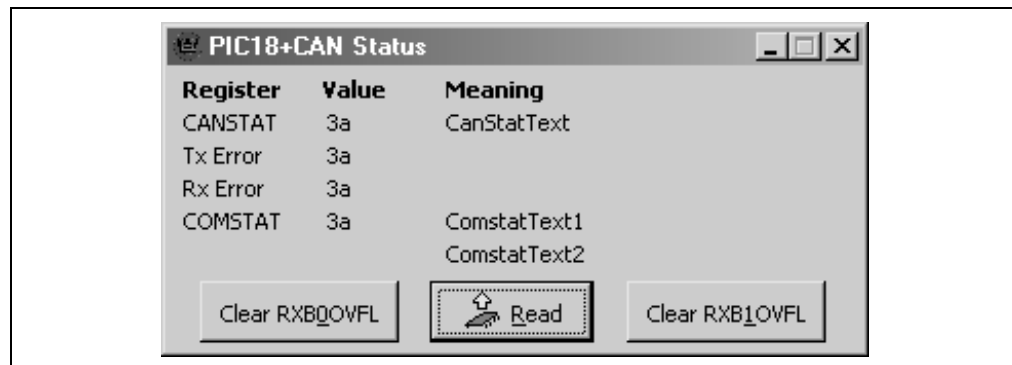 PIC18+CAN Status
Register Value Meaning
CANSTAT 3a CanStatText
Tx Error 3a
Rx Error 3a
COMSTAT 3a ComstatText1
ComstatText2
Clear RXB0OVFL Read Clear RXB1OVFL